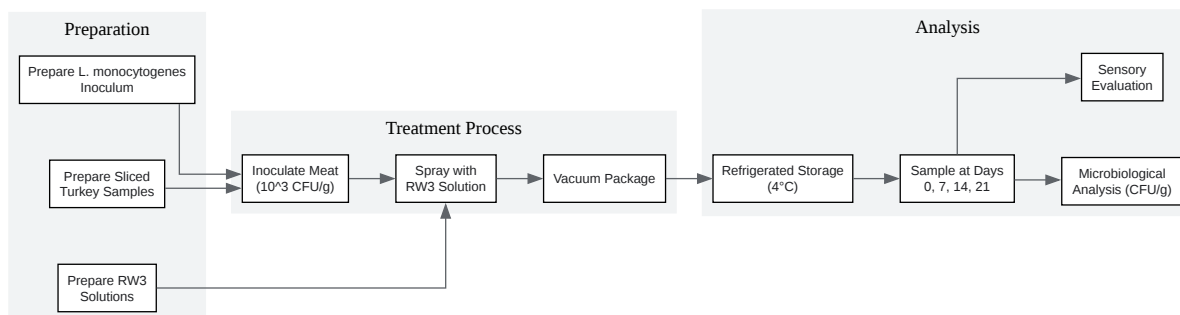 Preparation
Prepare L. monocytogenes
Inoculum
Prepare Sliced
Turkey Samples
Prepare RW3
Solutions
Treatment Process
Inoculate Meat
(10^3 CFU/g)
Spray with
RW3 Solution
Vacuum Package
Analysis
Refrigerated Storage
(4°C)
Sample at Days
0, 7, 14, 21
Sensory
Evaluation
Microbiological
Analysis (CFU/g)